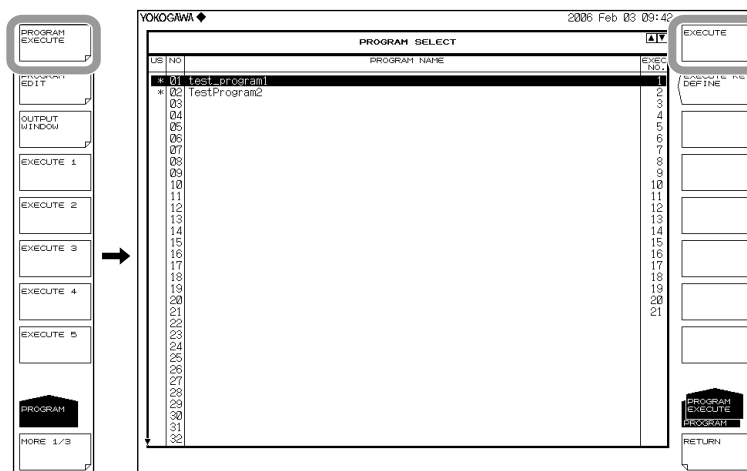 PROGRAM
EXECUTE
PROGRAM
EDIT
OUTPUT
WINDOW
EXECUTE 1
EXECUTE 2
EXECUTE 3
EXECUTE 4
EXECUTE 5
PROGRAM
MORE 1/3
YOKOGAWA ◆ 2006 Feb 03 09:42
PROGRAM SELECT
US NO PROGRAM NAME EXEC NO.
* 01 test_program1 1
* 02 TestProgram2 2
03 3
04 4
05 5
06 6
07 7
08 8
09 9
10 10
11 11
12 12
13 13
14 14
15 15
16 16
17 17
18 18
19 19
20 20
21 21
22
23
24
25
26
27
28
29
30
31
32
EXECUTE
EXECUTE KE
DEFINE
PROGRAM
EXECUTE
PROGRAM
RETURN